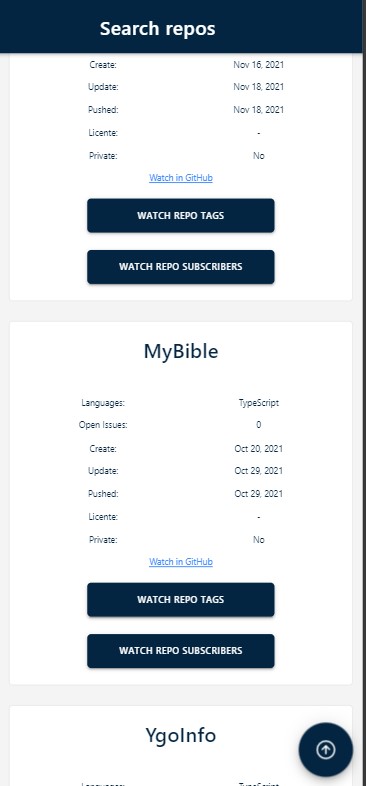 Search repos
Create: Nov 16, 2021
Update: Nov 18, 2021
Pushed: Nov 18, 2021
Licente: -
Private: No
Watch in GitHub
WATCH REPO TAGS
WATCH REPO SUBSCRIBERS
MyBible
Languages: TypeScript
Open Issues: 0
Create: Oct 20, 2021
Update: Oct 29, 2021
Pushed: Oct 29, 2021
Licente: -
Private: No
Watch in GitHub
WATCH REPO TAGS
WATCH REPO SUBSCRIBERS
YgoInfo
Languages: TypeScript